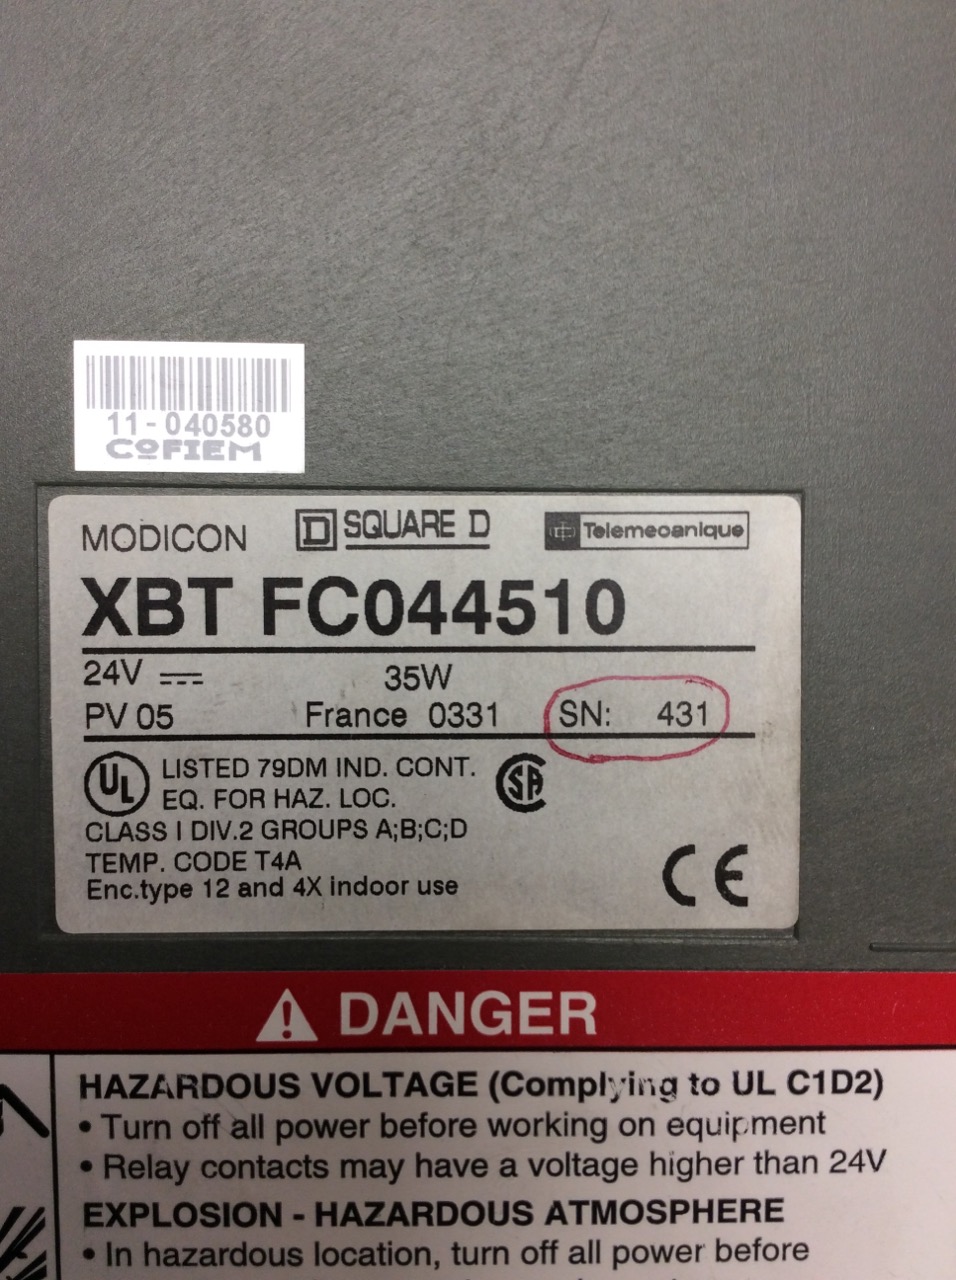 11-040580
COFIEM
MODICON D SQUARE D Telemecanique
XBT FC044510
24V 35W
PV 05 France 0331 SN: 431
UL LISTED 79DM IND. CONT.
EQ. FOR HAZ. LOC.
CLASS I DIV.2 GROUPS A;B;C;D
TEMP. CODE T4A
Enc.type 12 and 4X indoor use
SA
CE
DANGER
HAZARDOUS VOLTAGE (Complying to UL C1D2)
• Turn off all power before working on equipment
• Relay contacts may have a voltage higher than 24V
EXPLOSION - HAZARDOUS ATMOSPHERE
• In hazardous location, turn off all power before